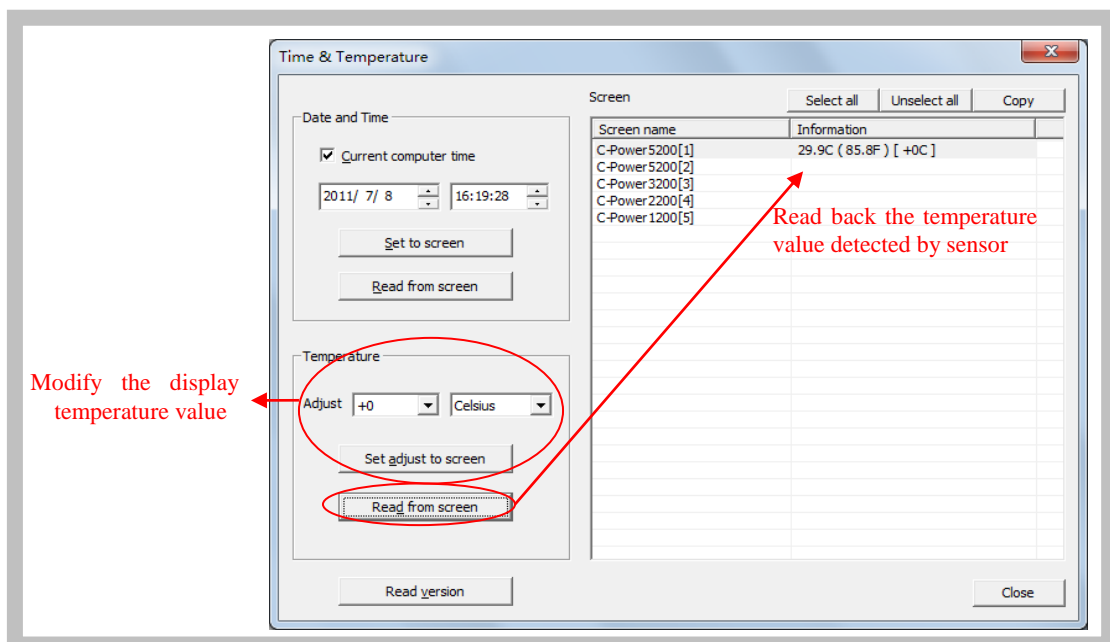 Time & Temperature
Screen
Select all
Unselect all
Copy
Date and Time
Current computer time
2011/ 7/ 8
16:19:28
Set to screen
Read from screen
Screen name
Information
C-Power5200[1]
29.9C ( 85.8F ) [ +0C ]
C-Power5200[2]
C-Power3200[3]
C-Power2200[4]
C-Power1200[5]
Read back the temperature
value detected by sensor
Modify the display
temperature value
Temperature
Adjust
+0
Celsius
Set adjust to screen
Read from screen
Read version
Close